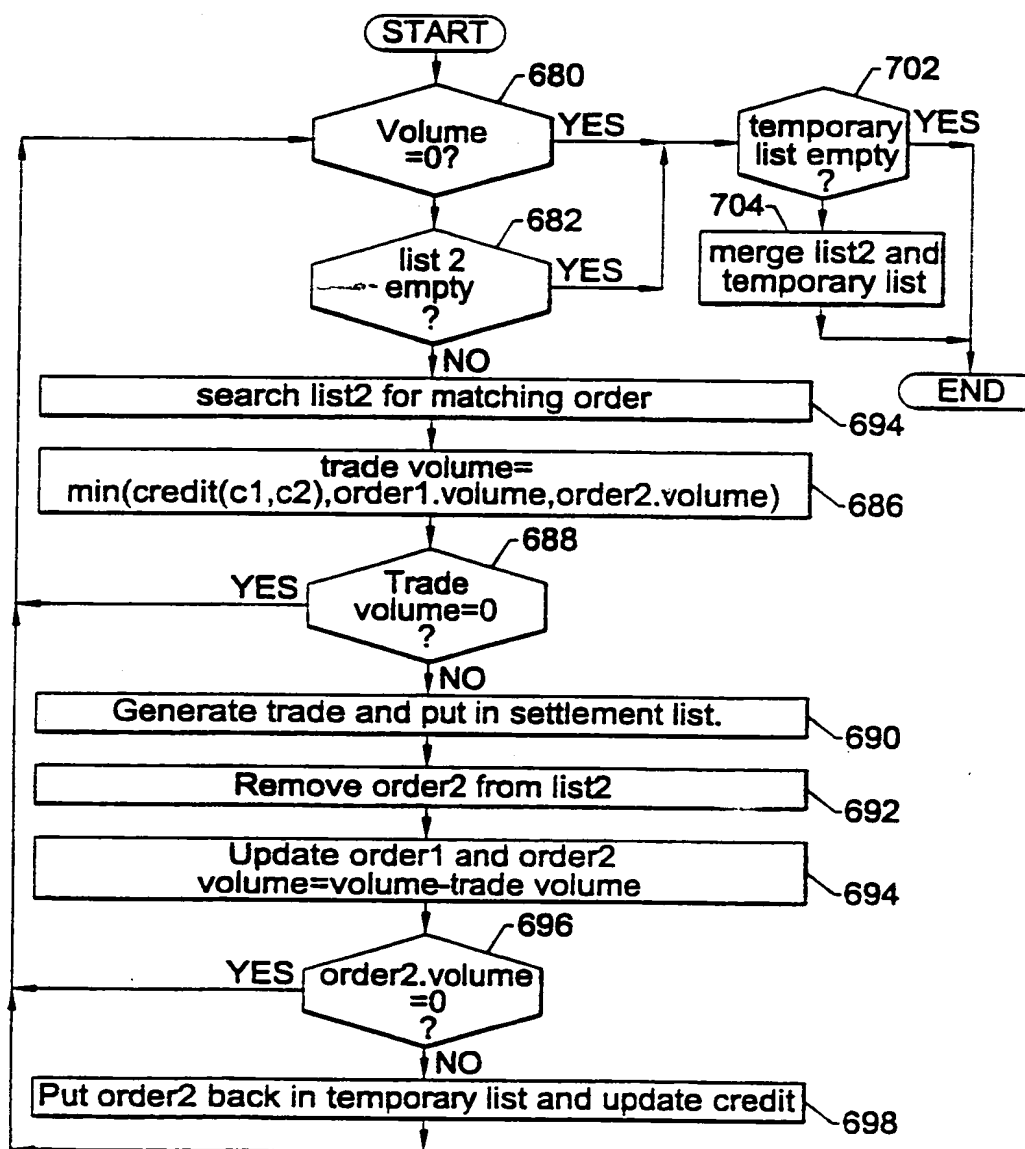 START
680
Volume
=0?
YES
702
temporary
list empty
?
YES
682
list 2
empty
?
YES
704
merge list2 and
temporary list
NO
END
search list2 for matching order
694
trade volume=
min(credit(c1,c2),order1.volume,order2.volume)
686
688
Trade
volume=0
?
YES
NO
Generate trade and put in settlement list.
690
Remove order2 from list2
692
Update order1 and order2
volume=volume-trade volume
694
696
order2.volume
=0
?
YES
NO
Put order2 back in temporary list and update credit
698